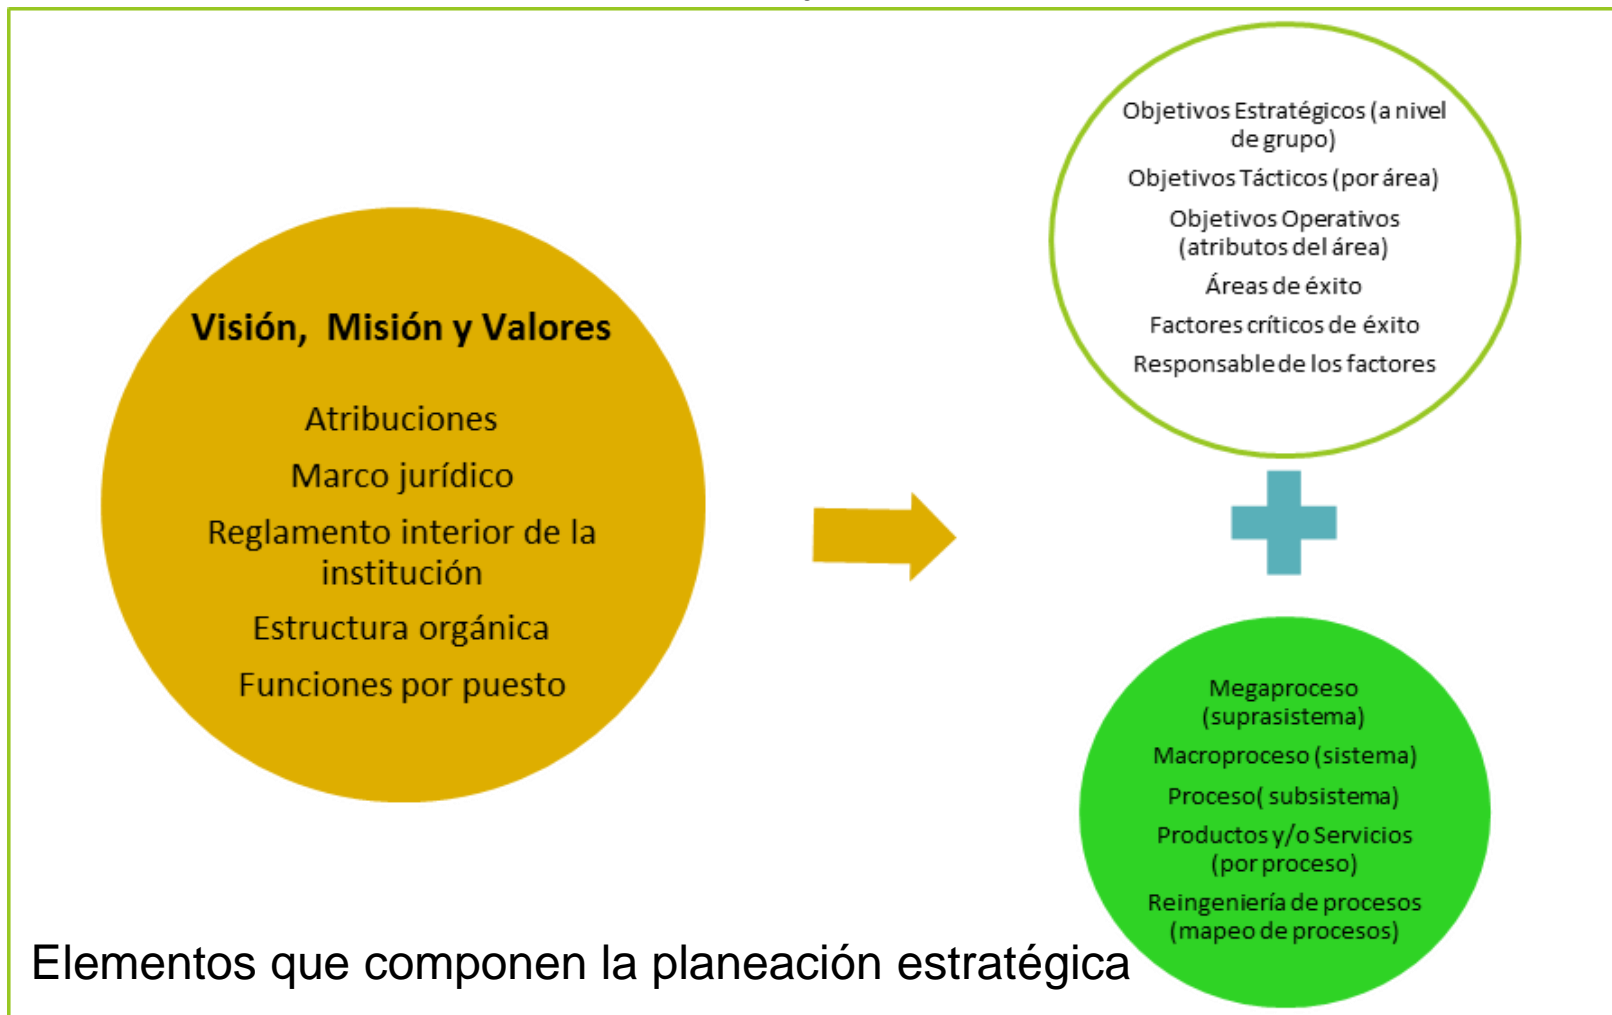 Visión, Misión y Valores
Atribuciones
Marco jurídico
Reglamento interior de la
institución
Estructura orgánica
Funciones por puesto
Objetivos Estratégicos (a nivel
de grupo)
Objetivos Tácticos (por área)
Objetivos Operativos
(atributos del área)
Áreas de éxito
Factores críticos de éxito
Responsable de los factores
Megaproceso
(suprasistema)
Macroproceso (sistema)
Proceso( subsistema)
Productos y/o Servicios
(por proceso)
Reingeniería de procesos
(mapeo de procesos)
Elementos que componen la planeación estratégica